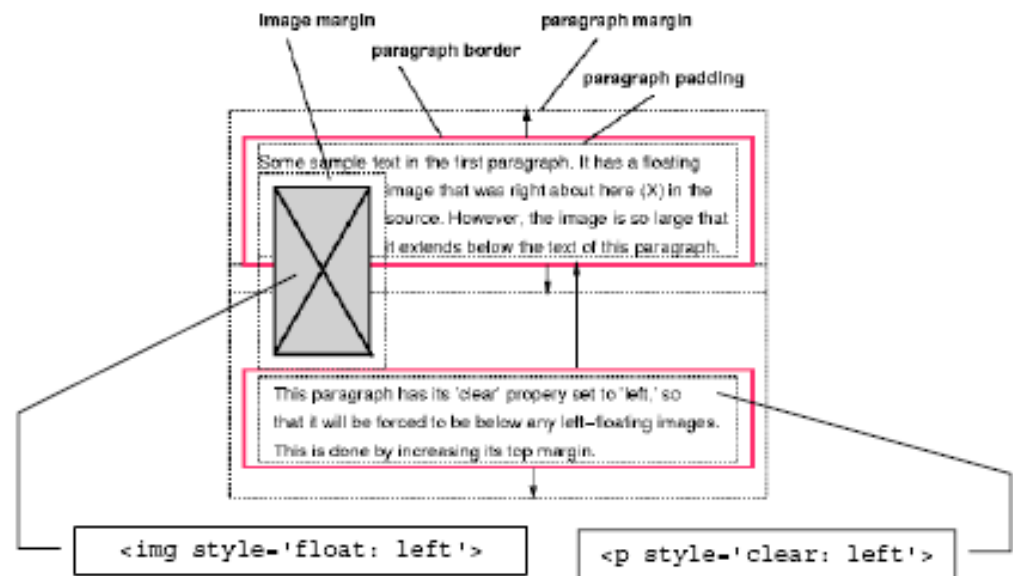 image margin
paragraph margin
paragraph border
paragraph padding
Some sample text in the first paragraph. It has a floating
image that was right about here (X) in the
source. However, the image is so large that
it extends below the text of this paragraph.
This paragraph has its 'clear' propery set to 'left,' so
that it will be forced to be below any left-floating images.
This is done by increasing its top margin.
<img style='float: left'>
<p style='clear: left'>